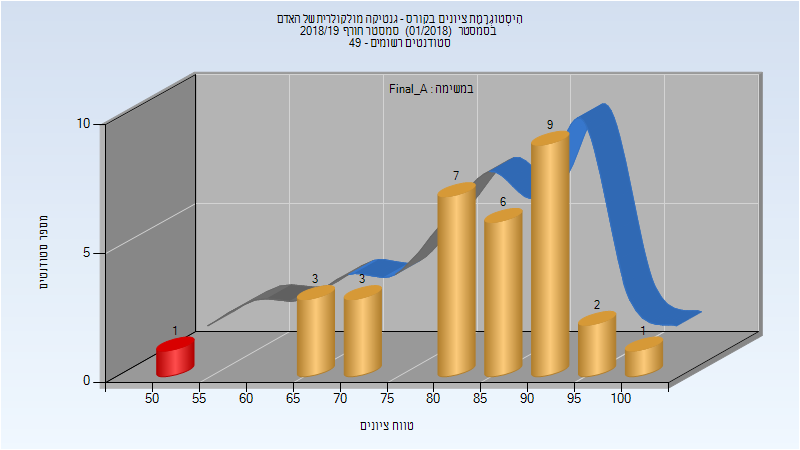 היסטוגרמת ציונים בקורס - גנטיקה מולקולרית של האדם
בסמסטר (01/2018) סמסטר חורף 2018/19
סטודנטים רשומים - 49
במשימה : Final_A
מספר סטודנטים
10
5
0
1
3
3
7
6
9
2
1
50 55 60 65 70 75 80 85 90 95 100
טווח ציונים